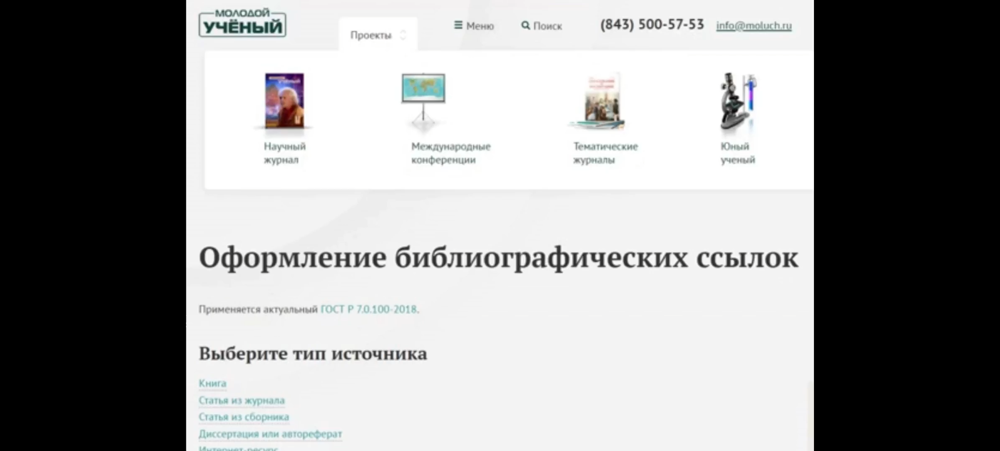 МОЛОДОЙ
УЧЁНЫЙ
Проекты
Меню
Поиск
(843) 500-57-53
info@moluch.ru
Научный
журнал
Международные
конференции
Тематические
журналы
Юный
ученый
Оформление библиографических ссылок
Применяется актуальный ГОСТ Р 7.0.100-2018.
Выберите тип источника
Книга
Статья из журнала
Статья из сборника
Диссертация или автореферат
Интернет-ресурс